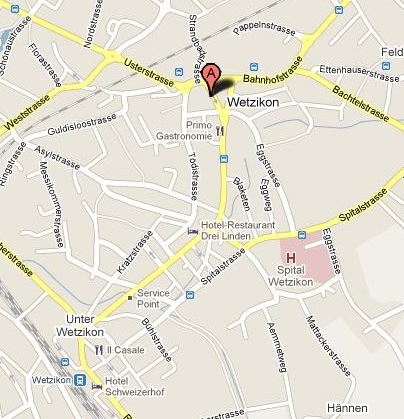 Pappelnstrasse
Nordstrasse
Strandbadstrasse
Schönaustrasse
Florastrasse
Feld
Usterstrasse
A
Bahnhofstrasse
Ettenhauserstrasse
Weststrasse
Wetzikon
Bachtelstrasse
Guldisloostrasse
Primo
Gastronomie
Asylstrasse
Ringstrasse
Messikommerstrasse
Tödistrasse
Eggstrasse
Eggweg
Blaketen
Spitalstrasse
Hotel-Restaurant
Drei Linden
Kratzstrasse
Eggstrasse
Spitalstrasse
H
Spital
Wetzikon
Service
Point
Unter
Wetzikon
Bühlstrasse
Mattackerstrasse
Aemmetweg
Il Casale
Wetzikon
Hotel
Schweizerhof
Hännen